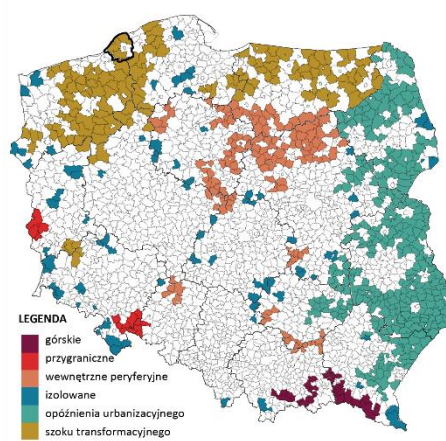 LEGENDA
górskie
przygraniczne
wewnętrzne peryferyjne
izolowane
opóźnienia urbanizacyjnego
szoku transformacyjnego